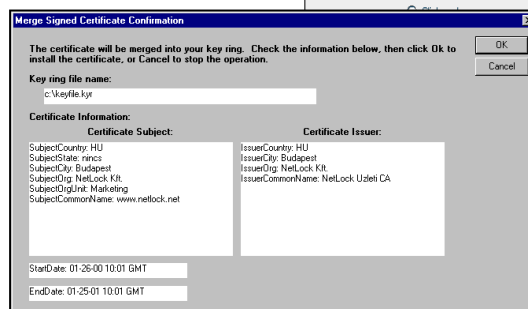 Merge Signed Certificate Confirmation
The certificate will be merged into your key ring. Check the information below, then click Ok to
install the certificate, or Cancel to stop the operation.
OK
Cancel
Key ring file name:
c:\keyfile.kyr
Certificate Information:
Certificate Subject:
SubjectCountry: HU
SubjectState: nincs
SubjectCity: Budapest
SubjectOrg: NetLock Kft.
SubjectOrgUnit: Marketing
SubjectCommonName: www.netlock.net
Certificate Issuer:
IssuerCountry: HU
IssuerCity: Budapest
IssuerOrg: NetLock Kft.
IssuerCommonName: NetLock Uzleti CA
StartDate: 01-26-00 10:01 GMT
EndDate: 01-25-01 10:01 GMT